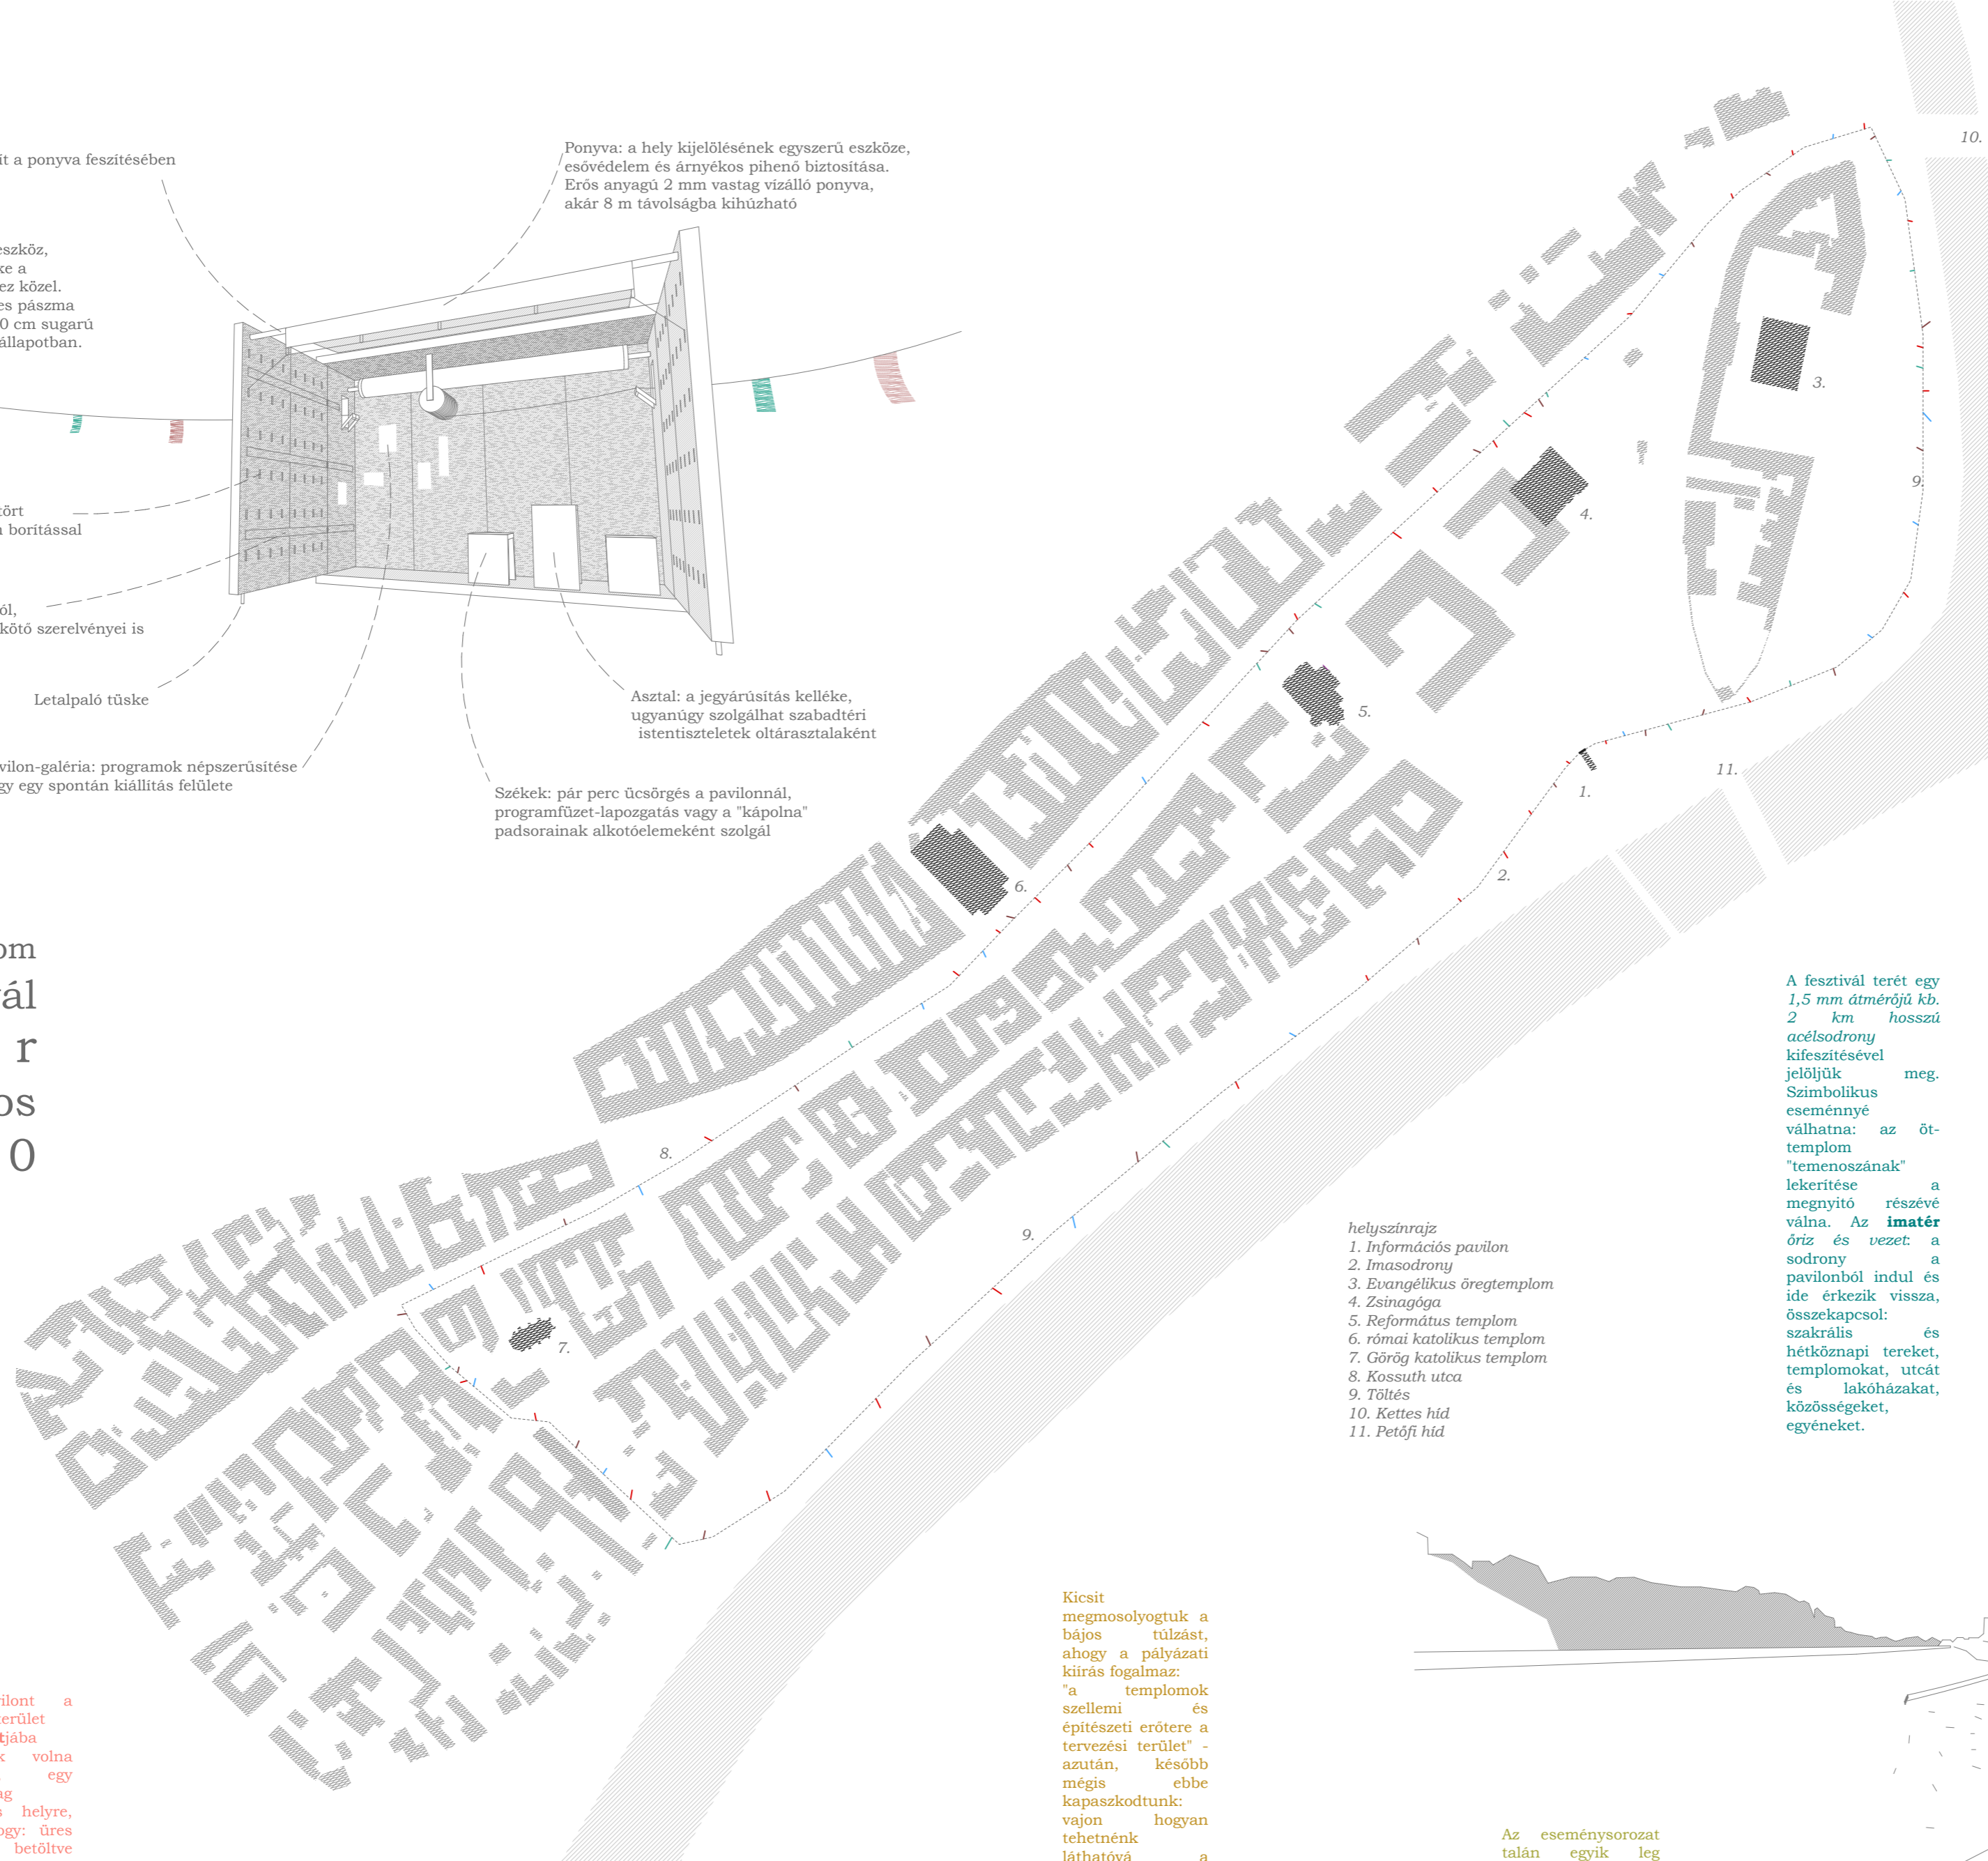 ít a ponyva feszítésében
Ponyva: a hely kijelölésének egyszerű eszköze,
esővédelem és árnyékos pihenő biztosítása.
Erős anyagú 2 mm vastag vízálló ponyva,
akár 8 m távolságba kihúzható
eszköz,
ke a
ez közel.
es pászma
0 cm sugarú
állapotban.
tört
borítással
ól,
kötő szerelvényei is
Letalpaló tüske
vilon-galéria: programok népszerűsítése
gy egy spontán kiállítás felülete
Asztal: a jegyárúsítás kelléke,
ugyanúgy szolgálhat szabadtéri
istentiszteletek oltárasztalaként
Székek: pár perc ücsörgés a pavilonnál,
programfüzet-lapozgatás vagy a "kápolna"
padsorainak alkotóelemeként szolgál
om
ál
r
os
0
10.
3.
9.
4.
5.
11.
1.
2.
6.
8.
9.
7.
A fesztivál terét egy
1,5 mm átmérőjű kb.
2 km hosszú
acélsodrony
kifeszítésével
jelöljük meg.
Szimbolikus
eseménnyé
válhatna: az öt-
templom
"temenoszának"
lekerítése a
megnyitó részévé
válna. Az imatér
őriz és vezet: a
sodrony a
pavilonból indul és
ide érkezik vissza,
összekapcsol:
szakrális és
hétköznapi tereket,
templomokat, utcát
és lakóházakat,
közösségeket,
egyéneket.
helyszínrajz
1. Információs pavilon
2. Imasodrony
3. Evangélikus öregtemplom
4. Zsinagóga
5. Református templom
6. római katolikus templom
7. Görög katolikus templom
8. Kossuth utca
9. Töltés
10. Kettes híd
11. Petőfi híd
Kicsit
megmosolyogtuk a
bájos túlzást,
ahogy a pályázati
kiírás fogalmaz:
"a templomok
szellemi és
építészeti erőtere a
tervezési terület" -
azután, később
mégis ebbe
kapaszkodtunk:
vajon hogyan
tehetnénk
láthatóvá a
Az eseménysorozat
talán egyik leg
vilont a
terület
tjába
k volna
egy
ag
s helyre,
ogy: üres
betöltve